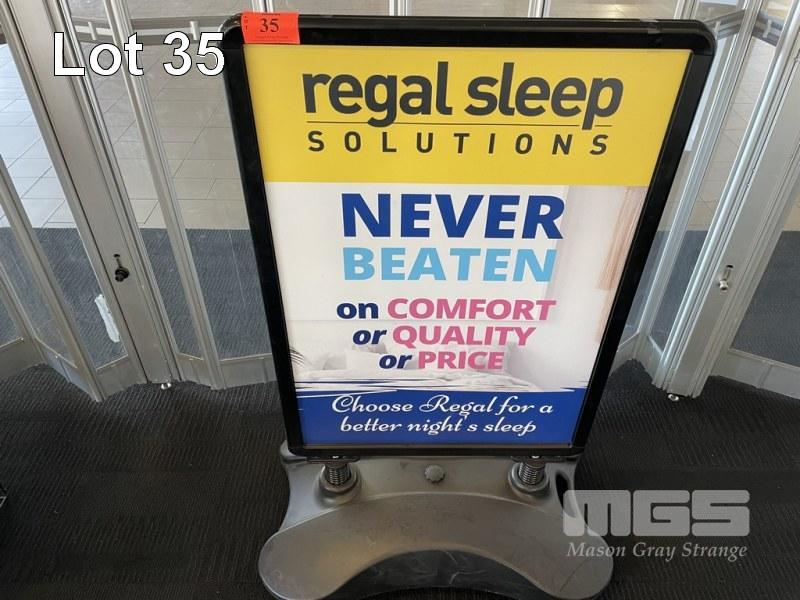 Lot 35
LOT
35
regal sleep
SOLUTIONS
NEVER
BEATEN
on COMFORT
or QUALITY
or PRICE
Choose Regal for a
better night's sleep
MGS
Mason Gray Strange